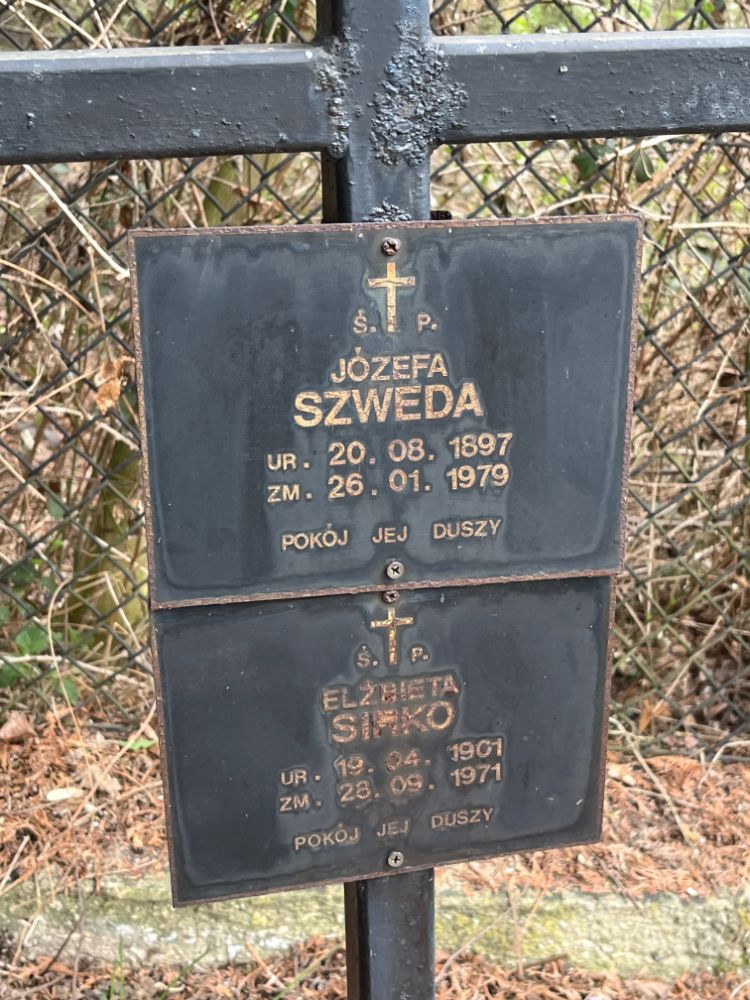 Ś. P.
JÓZEFA
SZWEDA
UR. 20. 08. 1897
ZM. 26. 01. 1979
POKÓJ JEJ DUSZY
Ś. P.
ELŻBIETA
SIRKO
UR. 19. 04. 1901
ZM. 28. 09. 1971
POKÓJ JEJ DUSZY